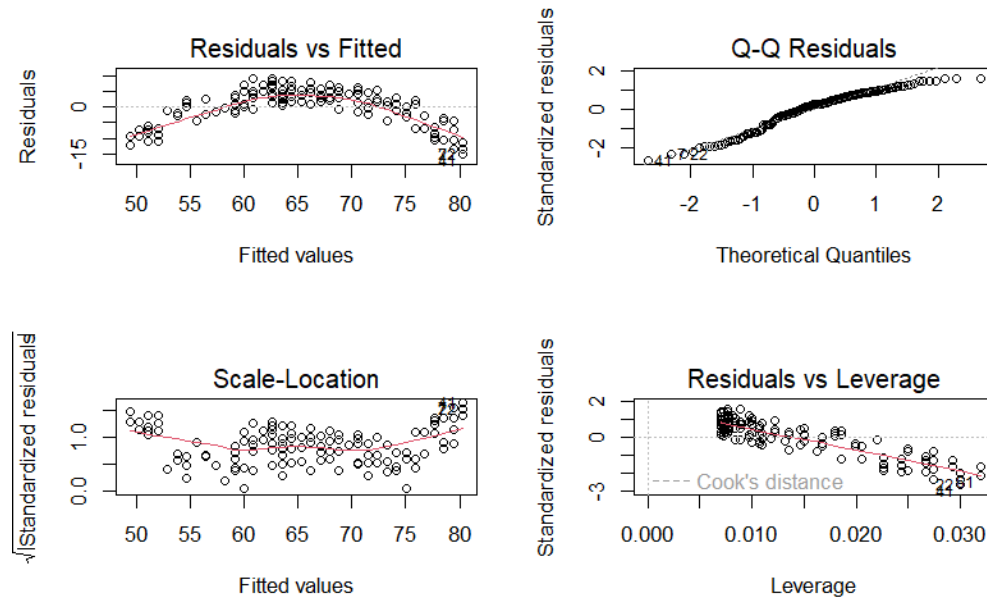 Residuals vs Fitted
Residuals
0
-15
50 55 60 65 70 75 80
Fitted values
Q-Q Residuals
Standardized residuals
2
0
-2
41
22
-2 -1 0 1 2
Theoretical Quantiles
Scale-Location
√|Standardized residuals|
1.0
0.0
50 55 60 65 70 75 80
Fitted values
Residuals vs Leverage
Standardized residuals
2
0
-3
Cook's distance
22
41
0.000 0.010 0.020 0.030
Leverage